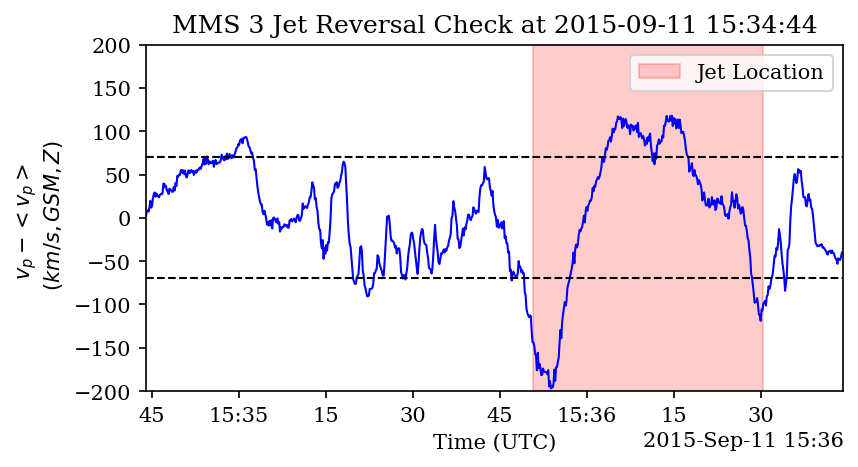 MMS 3 Jet Reversal Check at 2015-09-11 15:34:44
v_p − <v_p>
(km/s, GSM, Z)
200
150
100
50
0
−50
−100
−150
−200
Jet Location
45 15:35 15 30 45 15:36 15 30
Time (UTC)
2015-Sep-11 15:36